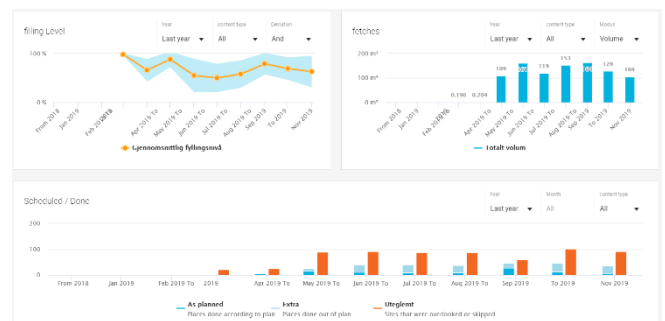 filling Level
Year
content type
Deviation
Last year
All
And
100 %
0 %
From 2018
Jan 2019
Feb 2019 To
Apr 2019 To
May 2019 To
Jun 2019 To
Jul 2019 To
Aug 2019 To
Sep 2019
To 2019
Nov 2019
Gjennomsnittlig fyllingsnivå
fetches
Year
content type
Modus
Last year
All
Volume
200 m³
100 m³
0 m³
0.198
0.204
109
119
153
129
104
From 2018
Jan 2019
Apr 2019 To
May 2019 To
Jun 2019 To
Jul 2019 To
Aug 2019 To
Sep 2019
To 2019
Nov 2019
Totalt volum
Scheduled / Done
Year
Month
content type
Last year
All
All
200
100
0
From 2018
Jan 2019
Feb 2019 To
2019
Apr 2019 To
May 2019 To
Jun 2019 To
Jul 2019 To
Aug 2019 To
Sep 2019
To 2019
Nov 2019
As planned
Places done according to plan
Extra
Places done out of plan
Uteglemt
Sites that were overlooked or skipped